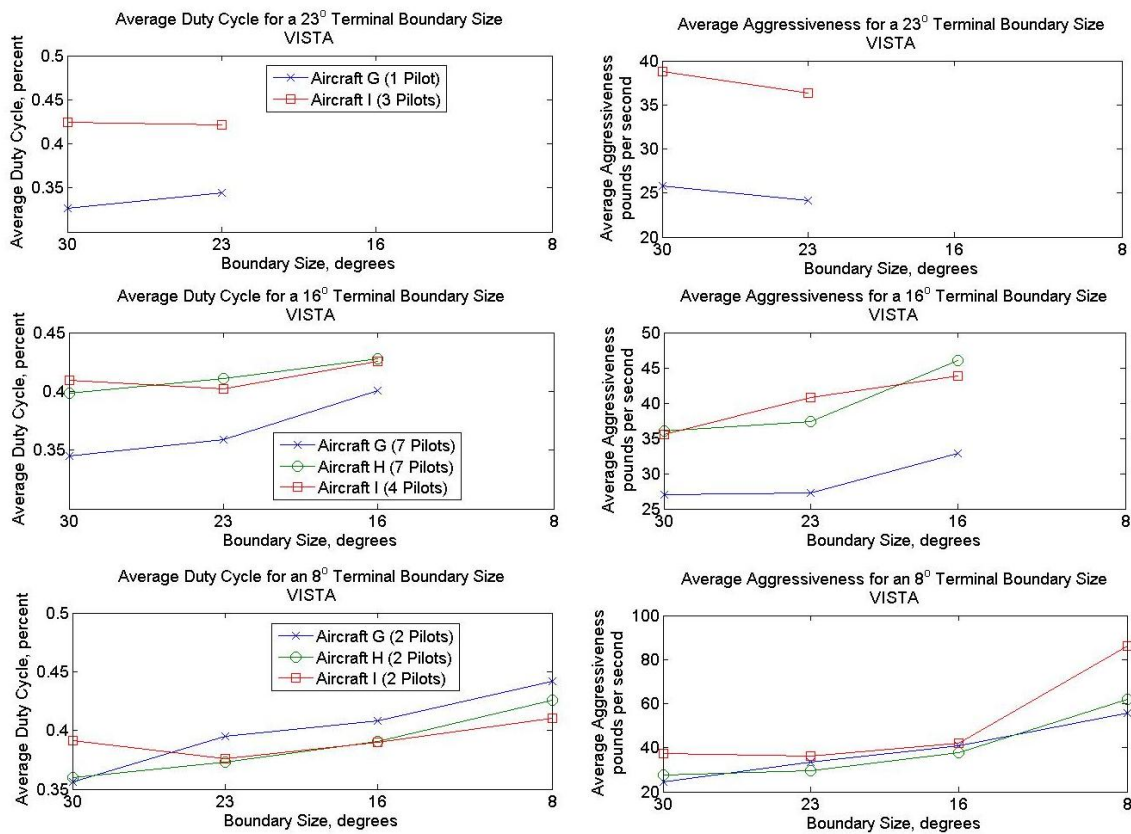 Average Duty Cycle for a 23° Terminal Boundary Size
VISTA
Average Duty Cycle, percent
0.5
0.45
0.4
0.35
Aircraft G (1 Pilot)
Aircraft I (3 Pilots)
30 23 16 8
Boundary Size, degrees
Average Aggressiveness for a 23° Terminal Boundary Size
VISTA
Average Aggressiveness
pounds per second
40
35
30
25
20
30 23 16 8
Boundary Size, degrees
Average Duty Cycle for a 16° Terminal Boundary Size
VISTA
Average Duty Cycle, percent
0.45
0.4
0.35
Aircraft G (7 Pilots)
Aircraft H (7 Pilots)
Aircraft I (4 Pilots)
30 23 16 8
Boundary Size, degrees
Average Aggressiveness for a 16° Terminal Boundary Size
VISTA
Average Aggressiveness
pounds per second
50
45
40
35
30
25
30 23 16 8
Boundary Size, degrees
Average Duty Cycle for an 8° Terminal Boundary Size
VISTA
Average Duty Cycle, percent
0.5
0.45
0.4
0.35
Aircraft G (2 Pilots)
Aircraft H (2 Pilots)
Aircraft I (2 Pilots)
30 23 16 8
Boundary Size, degrees
Average Aggressiveness for an 8° Terminal Boundary Size
VISTA
Average Aggressiveness
pounds per second
100
80
60
40
20
30 23 16 8
Boundary Size, degrees